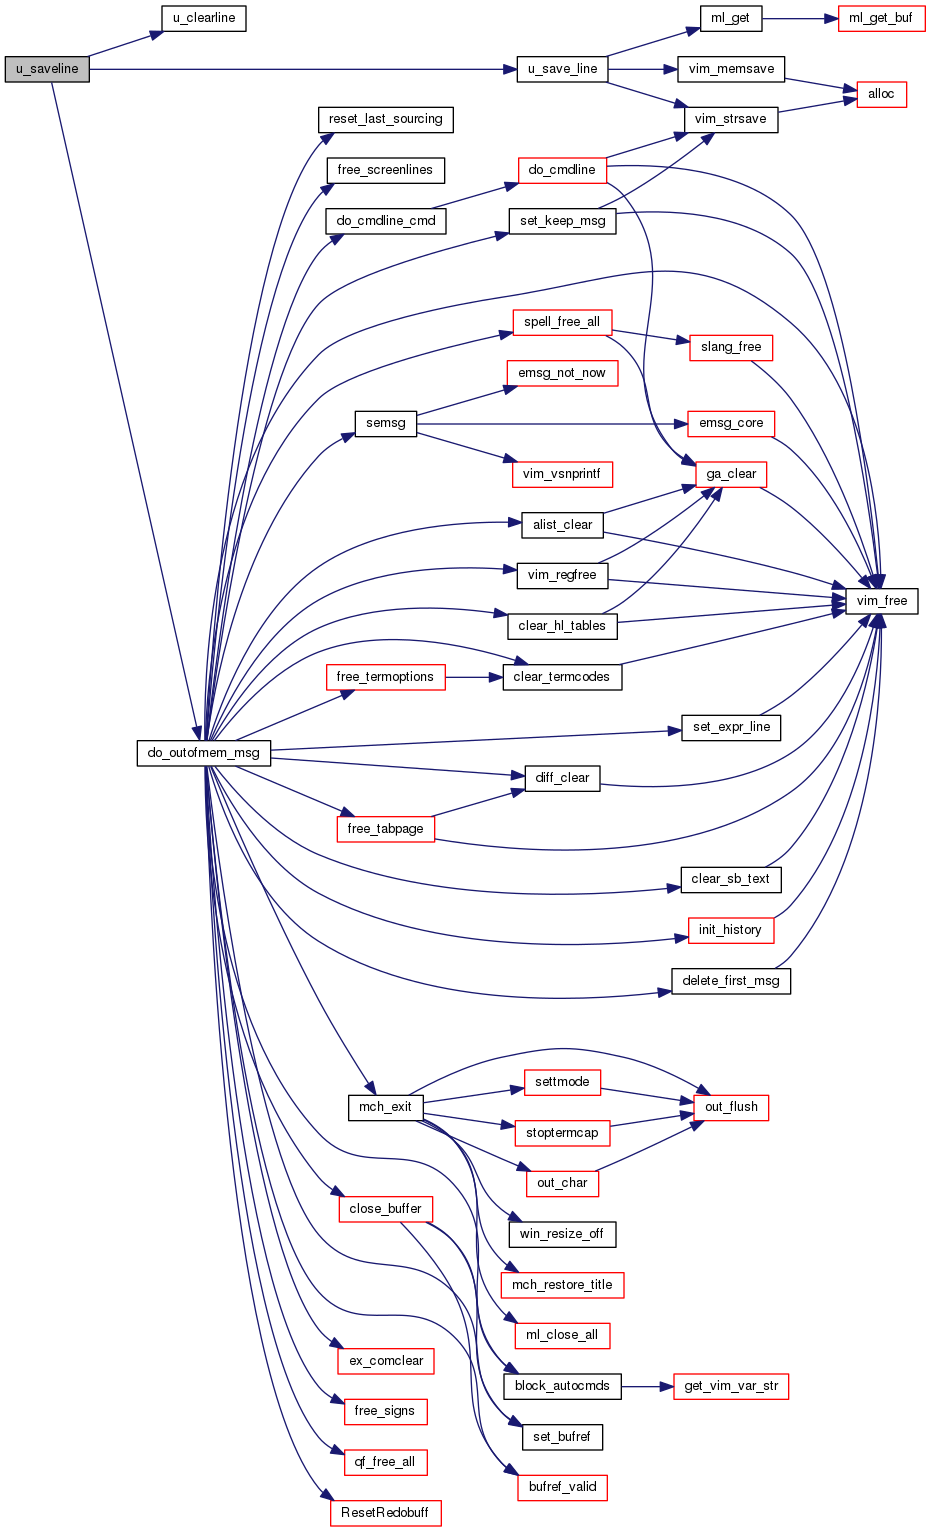 u_clearline
ml_get
ml_get_buf
u_saveline
u_save_line
vim_memsave
alloc
reset_last_sourcing
vim_strsave
free_screenlines
do_cmdline
do_cmdline_cmd
set_keep_msg
spell_free_all
slang_free
emsg_not_now
semsg
emsg_core
vim_vsnprintf
ga_clear
alist_clear
vim_regfree
vim_free
clear_hl_tables
free_termoptions
clear_termcodes
set_expr_line
do_outofmem_msg
diff_clear
free_tabpage
clear_sb_text
init_history
delete_first_msg
settmode
mch_exit
out_flush
stoptermcap
out_char
close_buffer
win_resize_off
mch_restore_title
ml_close_all
ex_comclear
block_autocmds
get_vim_var_str
free_signs
set_bufref
qf_free_all
bufref_valid
ResetRedobuff